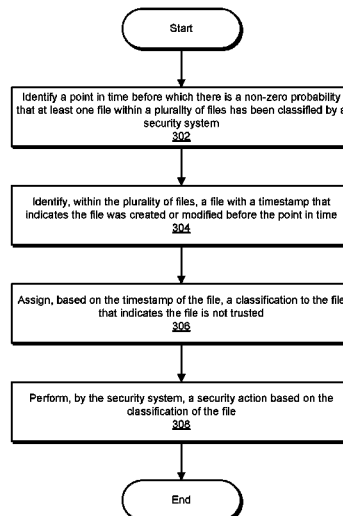 Start
Identify a point in time before which there is a non-zero probability
that at least one file within a plurality of files has been classified by a
security system
302
Identify, within the plurality of files, a file with a timestamp that
indicates the file was created or modified before the point in time
304
Assign, based on the timestamp of the file, a classification to the file
that indicates the file is not trusted
306
Perform, by the security system, a security action based on the
classification of the file
308
End